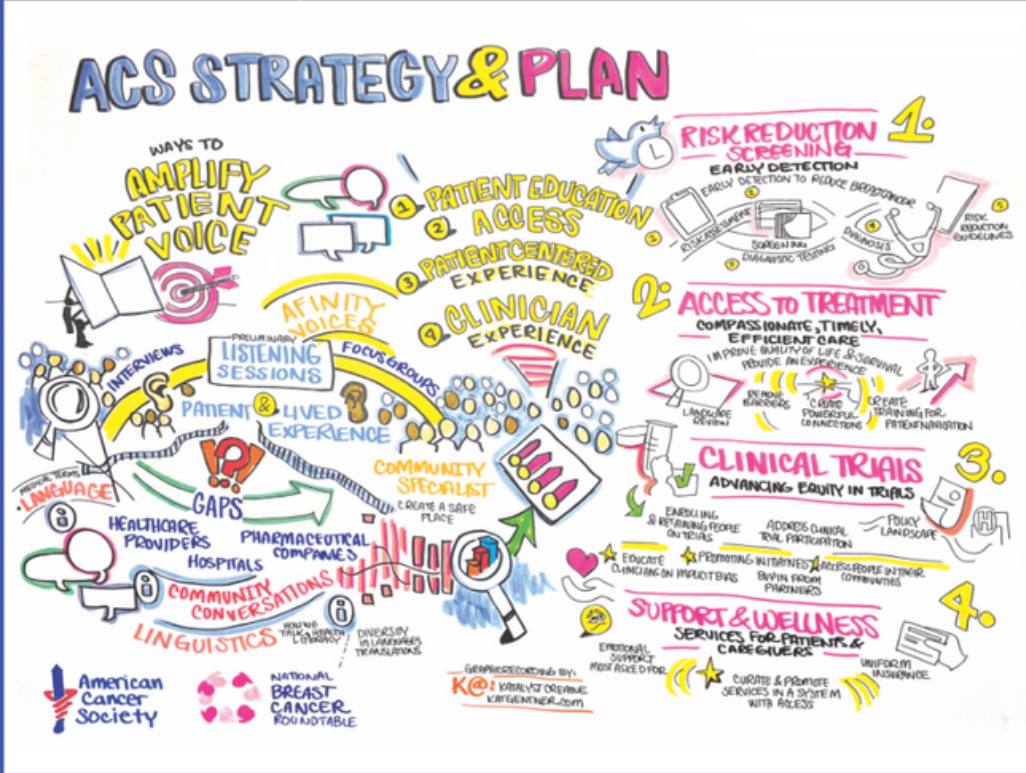 ACS STRATEGY & PLAN
WAYS TO
AMPLIFY
PATIENT
VOICE
1 PATIENT EDUCATION
2 ACCESS
3 PATIENT CENTERED
EXPERIENCE
4 CLINICIAN
EXPERIENCE
AFINITY
VOICES
PRELIMINARY
LISTENING
SESSIONS
INTERVIEWS
FOCUS GROUPS
PATIENT & LIVED
EXPERIENCE
COMMUNITY
SPECIALIST
CREATE A SAFE
PLACE
MEDICAL TERMS
LANGUAGE
GAPS
HEALTHCARE
PROVIDERS
HOSPITALS
PHARMACEUTICAL
COMPANIES
COMMUNITY
CONVERSATIONS
LINGUISTICS
HEALTH
LITERACY
DIVERSITY
IN LANGUAGES
TRANSLATIONS
American
Cancer
Society
NATIONAL
BREAST
CANCER
ROUNDTABLE
GRAPHIC RECORDING BY:
K@: KATALYST CREATIVE
KATGENTNER.COM
1.
RISK REDUCTION
SCREENING
EARLY DETECTION
EARLY DETECTION TO REDUCE BREAST CANCER
RISK ASSESSMENT
SCREENING
DIAGNOSTIC TESTING
DIAGNOSIS
RISK
REDUCTION
GUIDELINES
2.
ACCESS TO TREATMENT
COMPASSIONATE, TIMELY,
EFFICIENT CARE
IMPROVE QUALITY OF LIFE & SURVIVAL
PROVIDE AN EXPERIENCE
LANDSCAPE
REVIEW
REMOVE
BARRIERS
CREATE
POWERFUL
CONNECTIONS
CREATE
TRAINING FOR
PATIENT NAVIGATION
3.
CLINICAL TRIALS
ADVANCING EQUITY IN TRIALS
ENROLLING
& RETAINING PEOPLE
ON TRIALS
ADDRESS CLINICAL
TRIAL PARTICIPATION
POLICY
LANDSCAPE
EDUCATE
CLINICIANS ON IMPLICIT BIAS
PROMOTING INITIATIVES
BUY IN FROM
PARTNERS
ACCESS PEOPLE IN THEIR
COMMUNITIES
4.
SUPPORT & WELLNESS
SERVICES FOR PATIENTS &
CAREGIVERS
EMOTIONAL
SUPPORT
MOST ASKED FOR
CURATE & PROMOTE
SERVICES IN A SYSTEM
WITH ACCESS
UNIFORM
INSURANCE